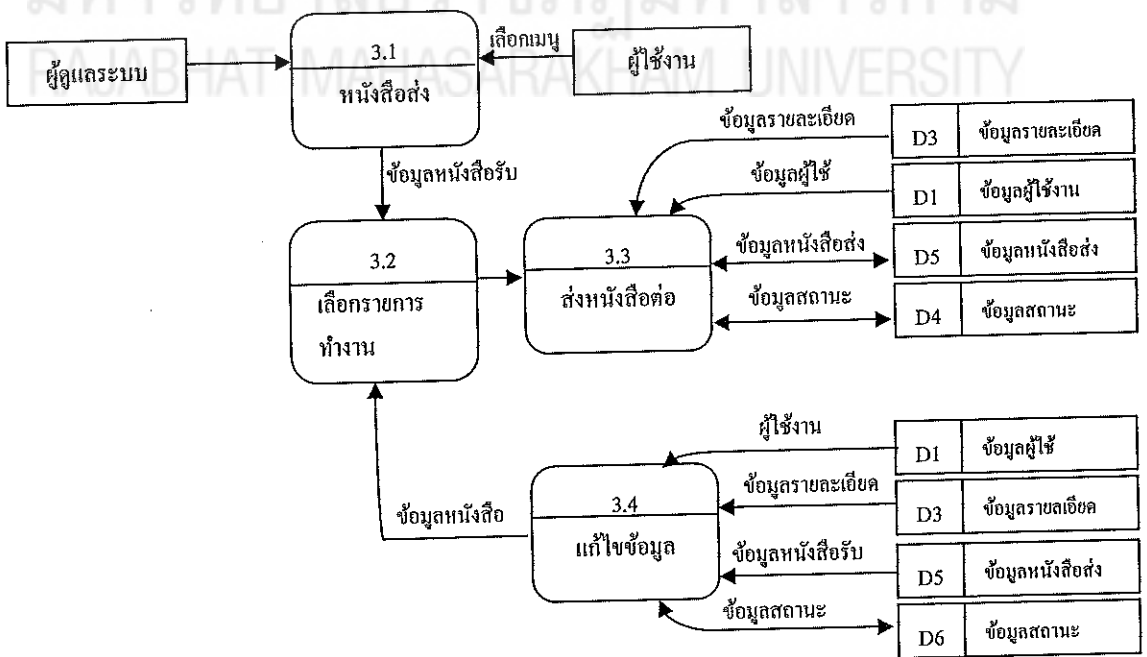 RAJABHAT MAHASARAKHAM UNIVERSITY
ผู้ดูแลระบบ
3.1
หนังสือส่ง
เลือกเมนู
ผู้ใช้งาน
ข้อมูลหนังสือรับ
ข้อมูลรายละเอียด
D3 ข้อมูลรายละเอียด
ข้อมูลผู้ใช้
D1 ข้อมูลผู้ใช้งาน
3.2
เลือกรายการ
ทำงาน
3.3
ส่งหนังสือต่อ
ข้อมูลหนังสือส่ง
D5 ข้อมูลหนังสือส่ง
ข้อมูลสถานะ
D4 ข้อมูลสถานะ
ผู้ใช้งาน
D1 ข้อมูลผู้ใช้
ข้อมูลหนังสือ
3.4
แก้ไขข้อมูล
ข้อมูลรายละเอียด
D3 ข้อมูลรายลเอียด
ข้อมูลหนังสือรับ
D5 ข้อมูลหนังสือส่ง
ข้อมูลสถานะ
D6 ข้อมูลสถานะ